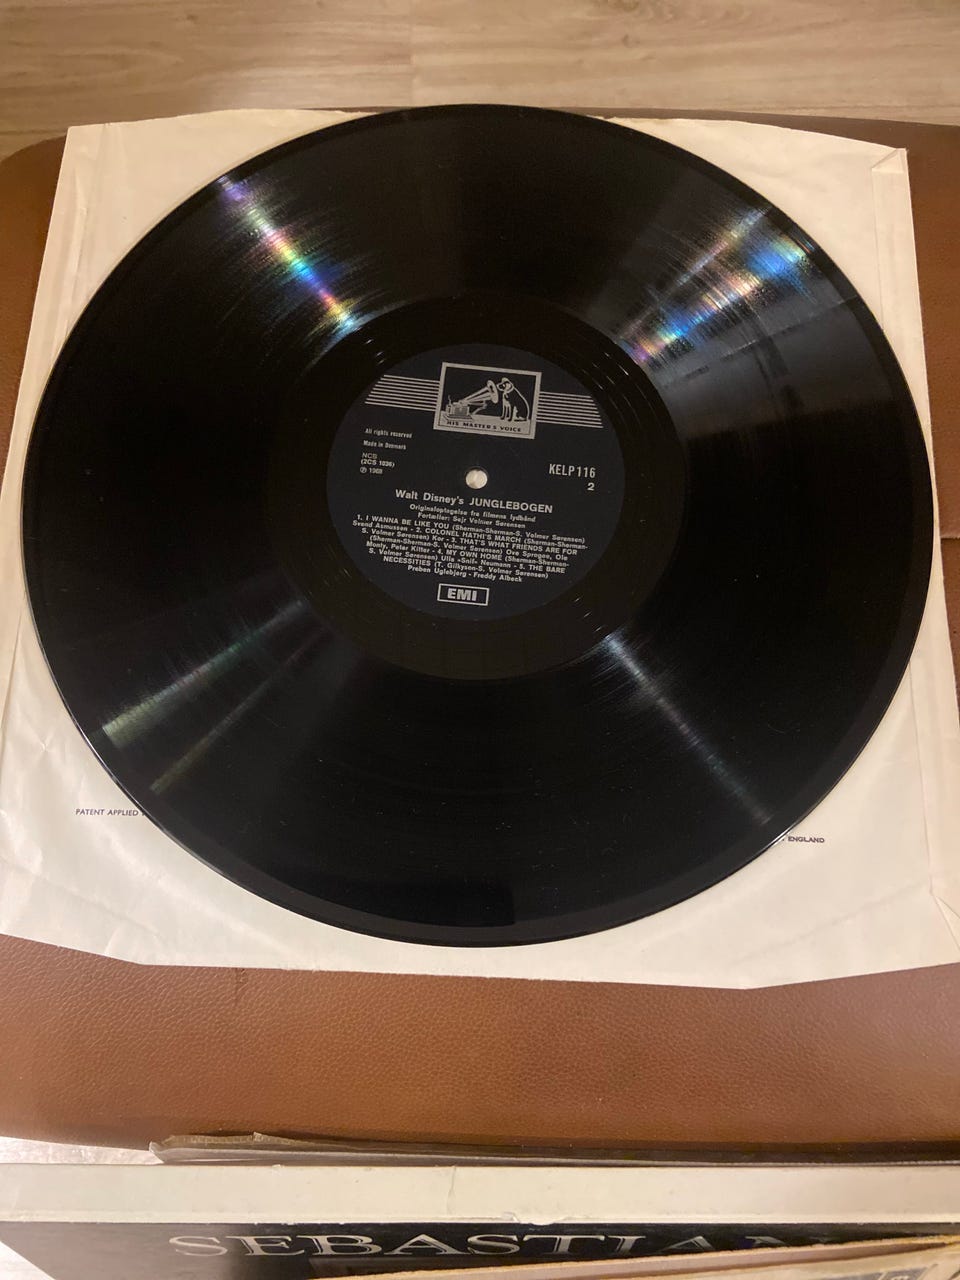 HIS MASTER'S VOICE
All rights reserved
Made in Denmark
NCB
(2CS 1036)
Ⓟ 1968
KELP 116
2
Walt Disney's JUNGLEBOGEN
Originaloptagelse fra filmens lydbånd
Fortæller: Sejr Volmer Sørensen
1. I WANNA BE LIKE YOU (Sherman-Sherman-S. Volmer Sørensen)
Svend Asmussen - 2. COLONEL HATHI'S MARCH (Sherman-Sherman-
S. Volmer Sørensen) Kor - 3. THAT'S WHAT FRIENDS ARE FOR
(Sherman-Sherman-S. Volmer Sørensen) Ove Sprogøe, Ole
Monty, Peter Kitter - 4. MY OWN HOME (Sherman-Sherman-
S. Volmer Sørensen) Ulla »Snif« Neumann - 5. THE BARE
NECESSITIES (T. Gilkyson-S. Volmer Sørensen)
Preben Uglebjerg - Freddy Albeck
EMI
PATENT APPLIED
ENGLAND
SEBASTIAN